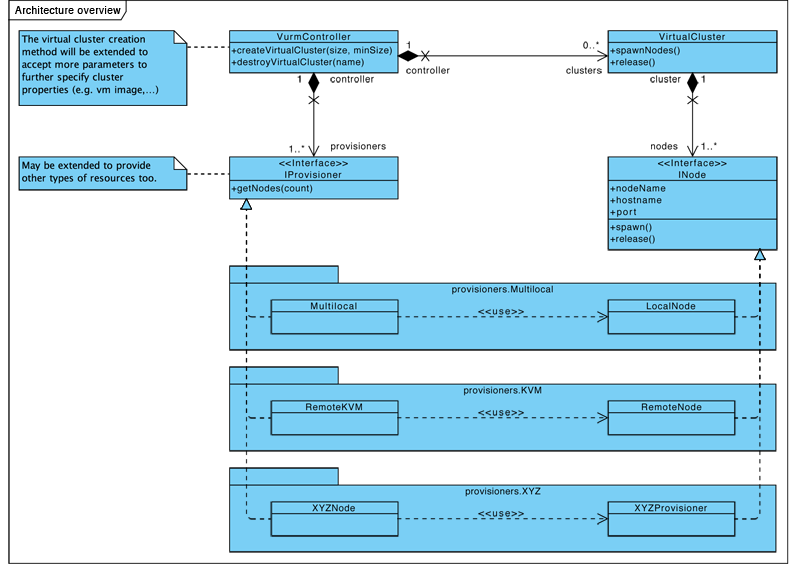 Architecture overview
The virtual cluster creation
method will be extended to
accept more parameters to
further specify cluster
properties (e.g. vm image,...)
VurmController
+createVirtualCluster(size, minSize)
+destroyVirtualCluster(name)
1
controller
0..*
clusters
VirtualCluster
+spawnNodes()
+release()
1
controller
cluster
1
1..*
provisioners
nodes
1..*
May be extended to provide
other types of resources too.
<<Interface>>
IProvisioner
+getNodes(count)
<<Interface>>
INode
+nodeName
+hostname
+port
+spawn()
+release()
provisioners.Multilocal
Multilocal
<<use>>
LocalNode
provisioners.KVM
RemoteKVM
<<use>>
RemoteNode
provisioners.XYZ
XYZNode
<<use>>
XYZProvisioner